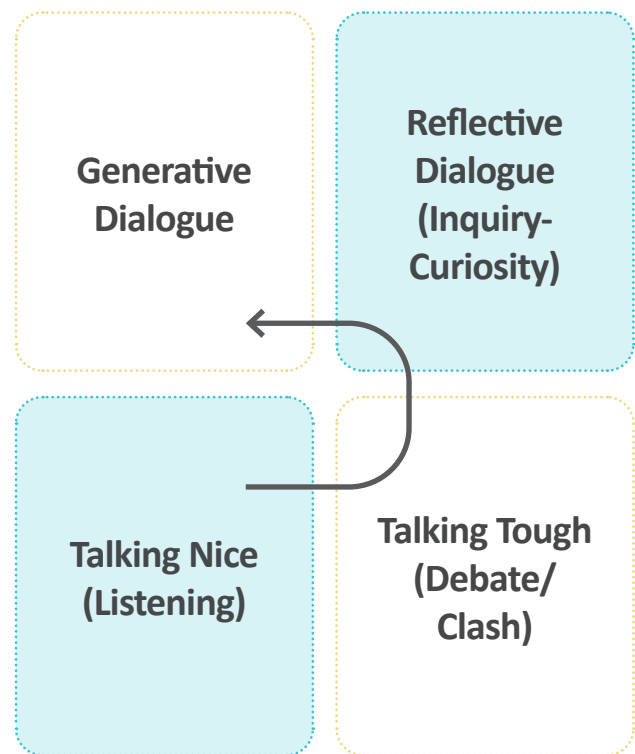 Generative
Dialogue
Reflective
Dialogue
(Inquiry-
Curiosity)
Talking Nice
(Listening)
Talking Tough
(Debate/
Clash)